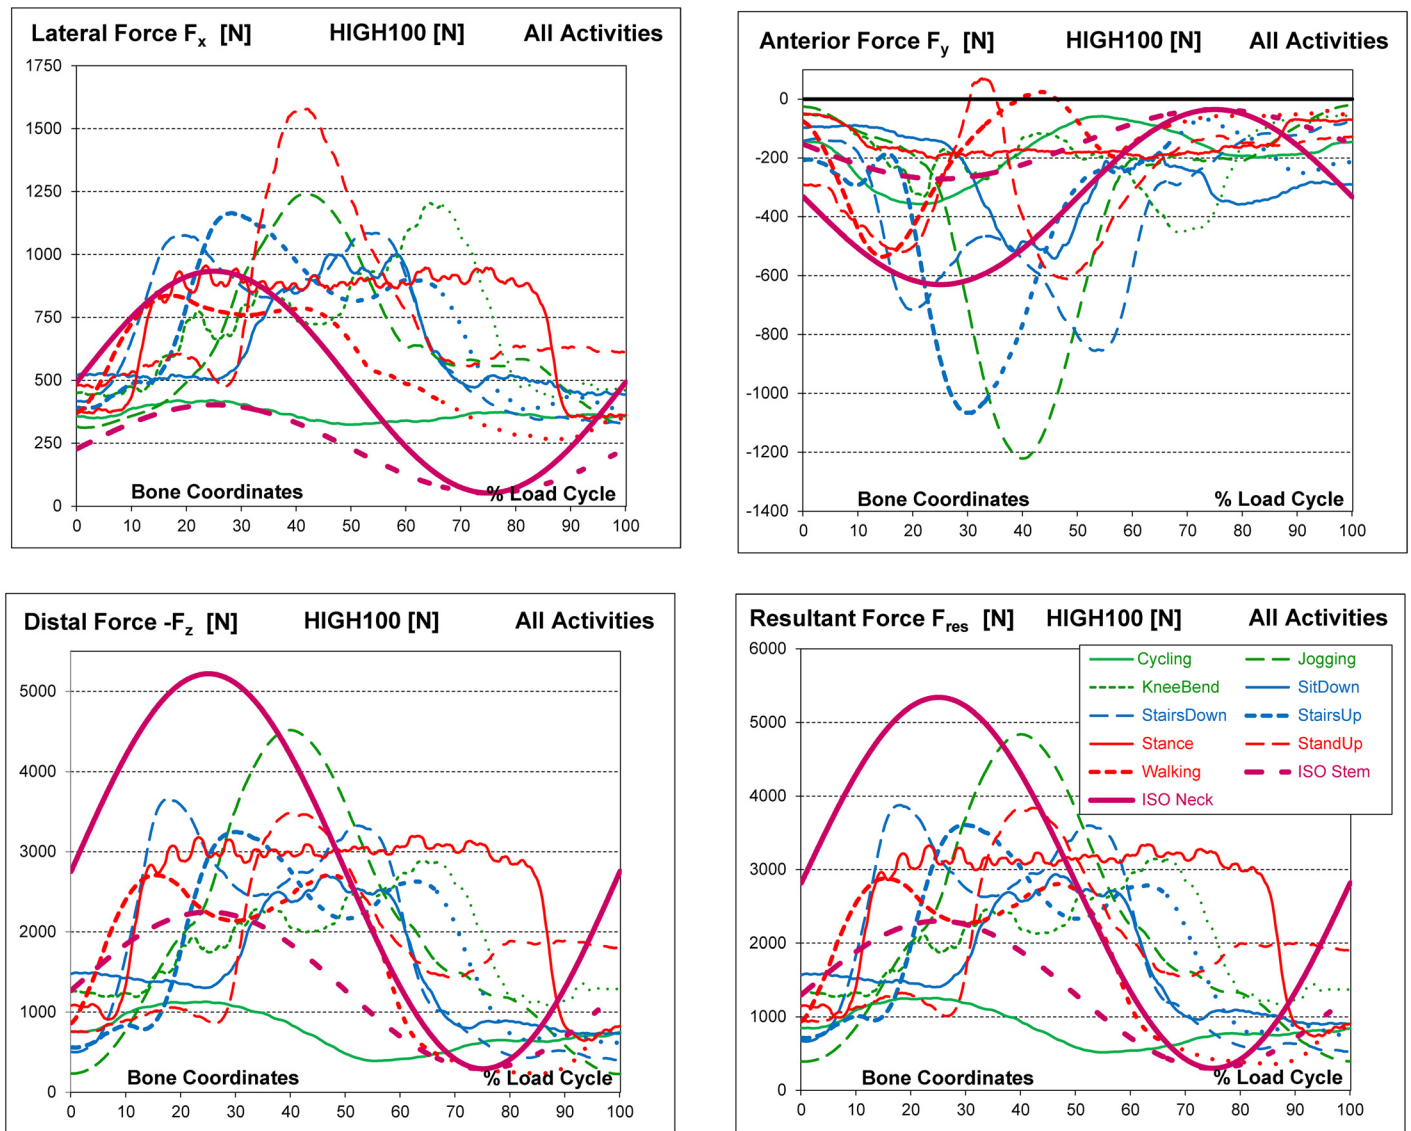 Lateral Force Fx [N] HIGH100 [N] All Activities
1750
1500
1250
1000
750
500
250
0
Bone Coordinates % Load Cycle
0 10 20 30 40 50 60 70 80 90 100
Anterior Force Fy [N] HIGH100 [N] All Activities
0
-200
-400
-600
-800
-1000
-1200
-1400
Bone Coordinates % Load Cycle
0 10 20 30 40 50 60 70 80 90 100
Distal Force -Fz [N] HIGH100 [N] All Activities
5000
4000
3000
2000
1000
0
Bone Coordinates % Load Cycle
0 10 20 30 40 50 60 70 80 90 100
Resultant Force Fres [N] HIGH100 [N] All Activities
6000
5000
4000
3000
2000
1000
0
Cycling Jogging
KneeBend SitDown
StairsDown StairsUp
Stance StandUp
Walking ISO Stem
ISO Neck
Bone Coordinates % Load Cycle
0 10 20 30 40 50 60 70 80 90 100